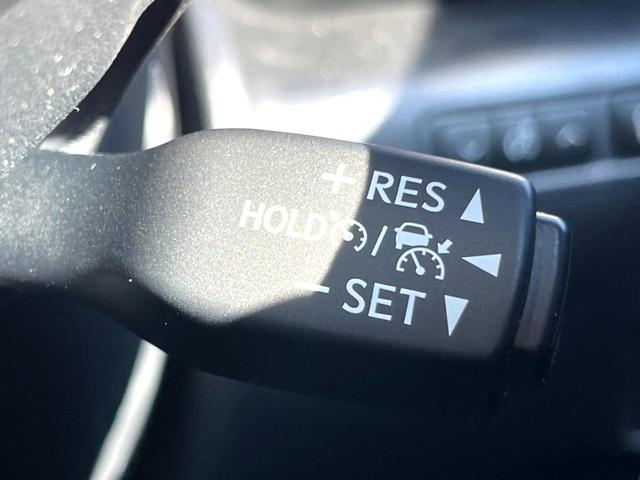 + RES ▲
HOLD / ◀
− SET ▼